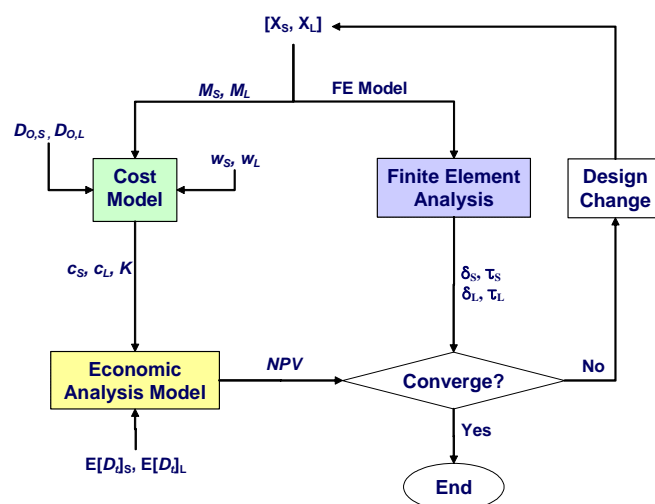 [X_S, X_L]
M_S, M_L
FE Model
D_O,S , D_O,L
w_S, w_L
Cost
Model
Finite Element
Analysis
Design
Change
c_S, c_L, K
δ_S, τ_S
δ_L, τ_L
Economic
Analysis Model
NPV
Converge?
No
Yes
E[D_t]_S, E[D_t]_L
End